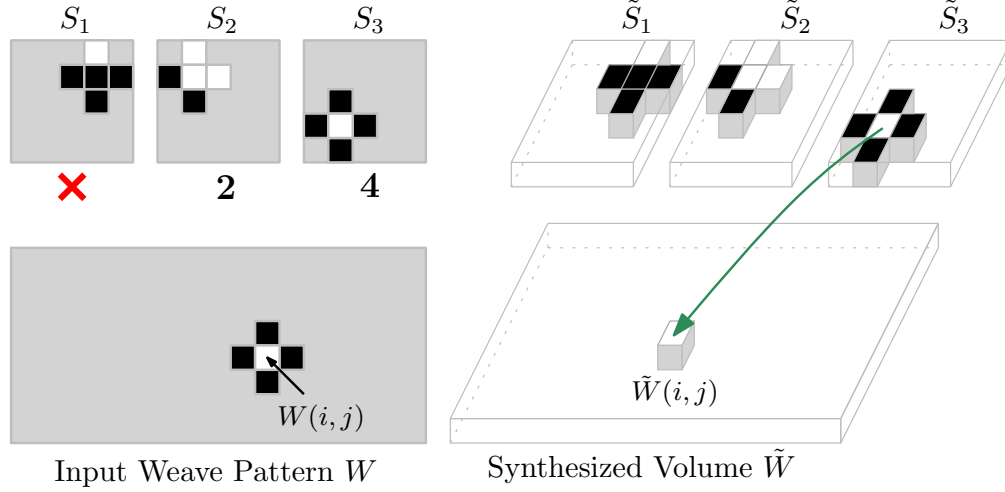 S₁ S₂ S₃ S̃₁ S̃₂ S̃₃
2 4
W(i, j) W̃(i, j)
Input Weave Pattern W Synthesized Volume W̃